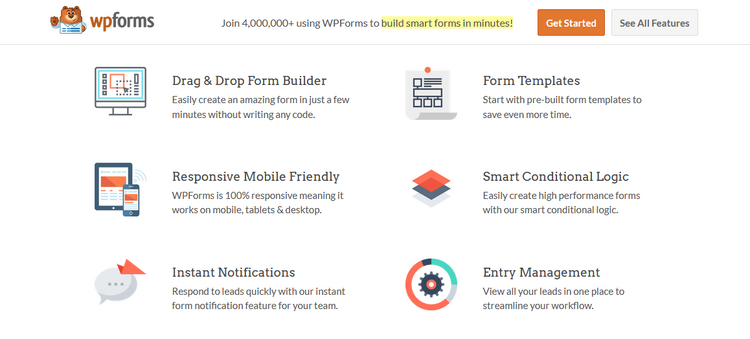 wpforms
Join 4,000,000+ using WPForms to build smart forms in minutes!
Get Started
See All Features
Drag & Drop Form Builder
Easily create an amazing form in just a few
minutes without writing any code.
Form Templates
Start with pre-built form templates to
save even more time.
Responsive Mobile Friendly
WPForms is 100% responsive meaning it
works on mobile, tablets & desktop.
Smart Conditional Logic
Easily create high performance forms
with our smart conditional logic.
Instant Notifications
Respond to leads quickly with our instant
form notification feature for your team.
Entry Management
View all your leads in one place to
streamline your workflow.